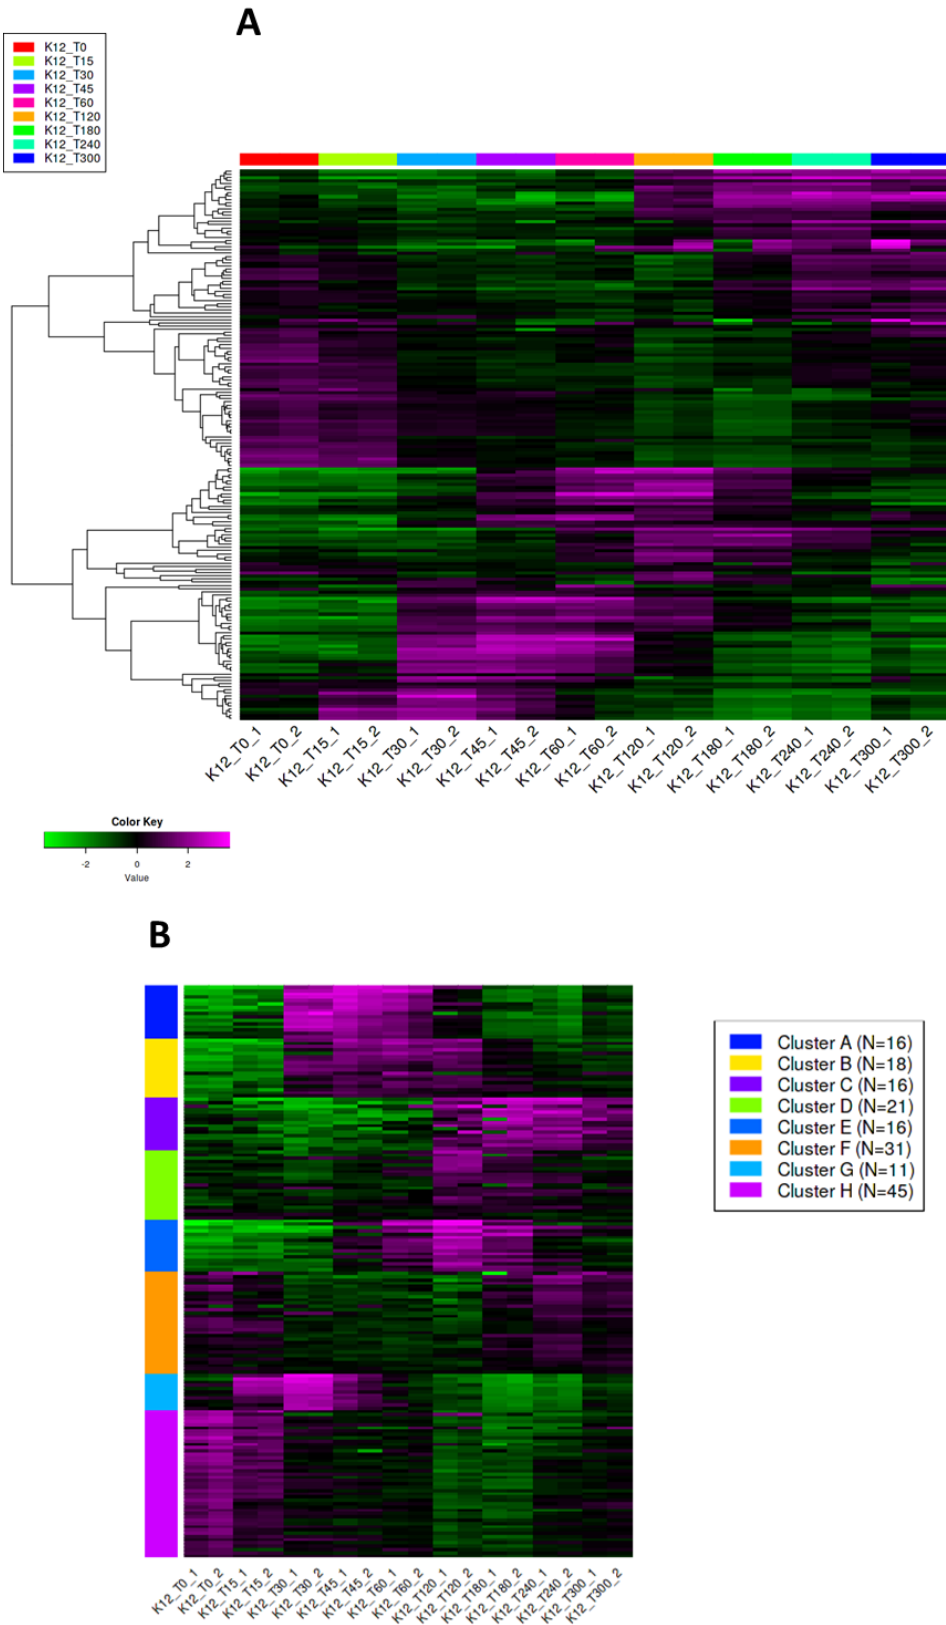 A
K12_T0
K12_T15
K12_T30
K12_T45
K12_T60
K12_T120
K12_T180
K12_T240
K12_T300
K12_T0_1
K12_T0_2
K12_T15_1
K12_T15_2
K12_T30_1
K12_T30_2
K12_T45_1
K12_T45_2
K12_T60_1
K12_T60_2
K12_T120_1
K12_T120_2
K12_T180_1
K12_T180_2
K12_T240_1
K12_T240_2
K12_T300_1
K12_T300_2
Color Key
-2 0 2
Value
B
Cluster A (N=16)
Cluster B (N=18)
Cluster C (N=16)
Cluster D (N=21)
Cluster E (N=16)
Cluster F (N=31)
Cluster G (N=11)
Cluster H (N=45)
K12_T0_1
K12_T0_2
K12_T15_1
K12_T15_2
K12_T30_1
K12_T30_2
K12_T45_1
K12_T45_2
K12_T60_1
K12_T60_2
K12_T120_1
K12_T120_2
K12_T180_1
K12_T180_2
K12_T240_1
K12_T240_2
K12_T300_1
K12_T300_2